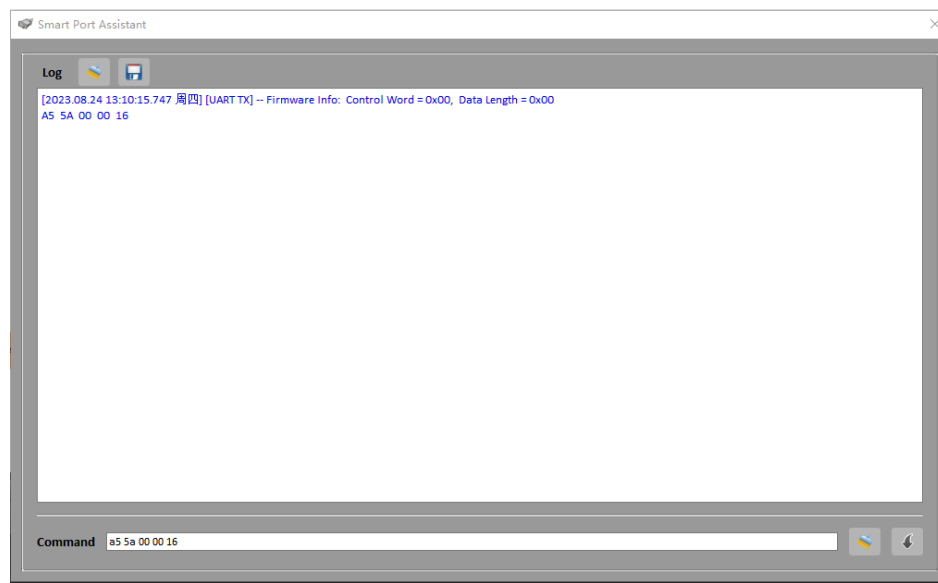 Smart Port Assistant
Log
[2023.08.24 13:10:15.747 周四] [UART TX] -- Firmware Info: Control Word = 0x00, Data Length = 0x00
A5 5A 00 00 16
Command a5 5a 00 00 16